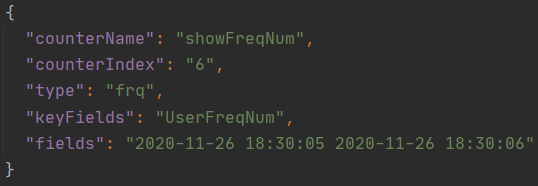 {
"counterName": "showFreqNum",
"counterIndex": "6",
"type": "frq",
"keyFields": "UserFreqNum",
"fields": "2020-11-26 18:30:05 2020-11-26 18:30:06"
}